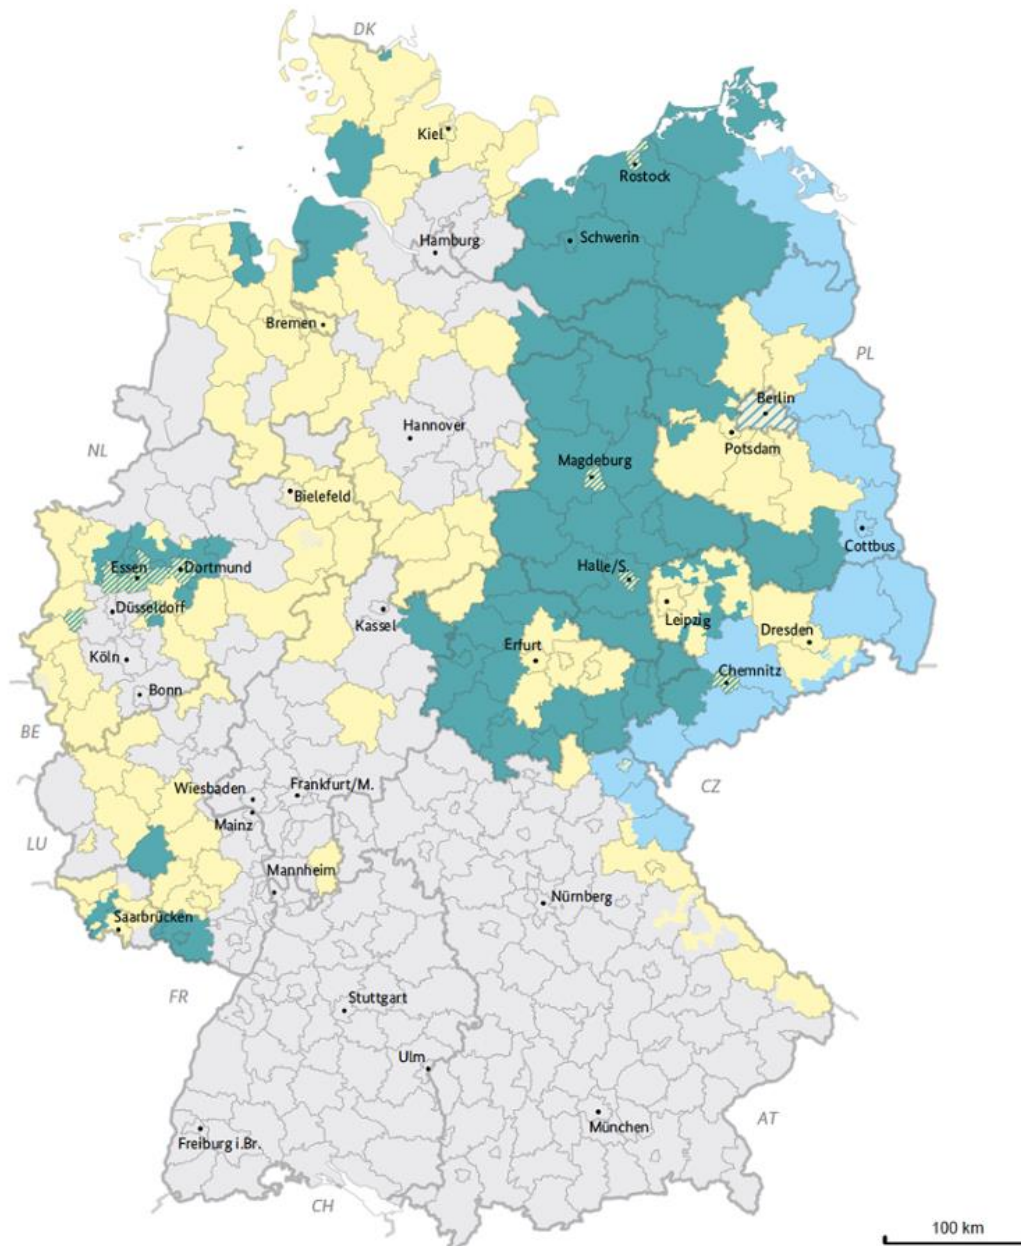 DK
Kiel
Rostock
Schwerin
Hamburg
Bremen
PL
Berlin
Potsdam
Hannover
NL
Magdeburg
Bielefeld
Cottbus
Essen
Dortmund
Halle/S.
Düsseldorf
Leipzig
Kassel
Dresden
Erfurt
Köln
Chemnitz
Bonn
BE
Wiesbaden
Frankfurt/M.
CZ
Mainz
LU
Mannheim
Nürnberg
Saarbrücken
FR
Stuttgart
Ulm
München
AT
Freiburg i.Br.
CH
100 km